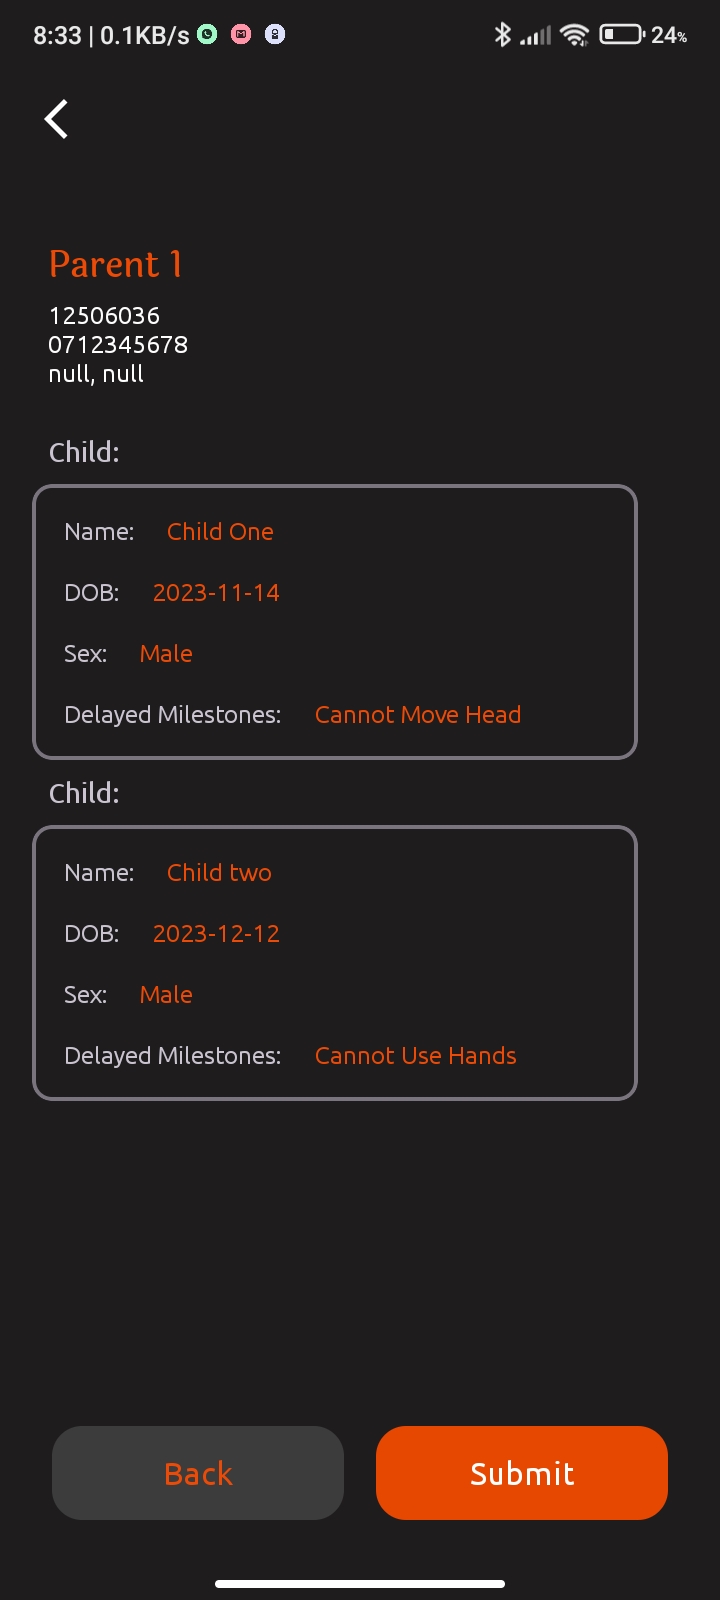 8:33 | 0.1KB/s 24%
Parent 1
12506036
0712345678
null, null
Child:
Name: Child One
DOB: 2023-11-14
Sex: Male
Delayed Milestones: Cannot Move Head
Child:
Name: Child two
DOB: 2023-12-12
Sex: Male
Delayed Milestones: Cannot Use Hands
Back Submit